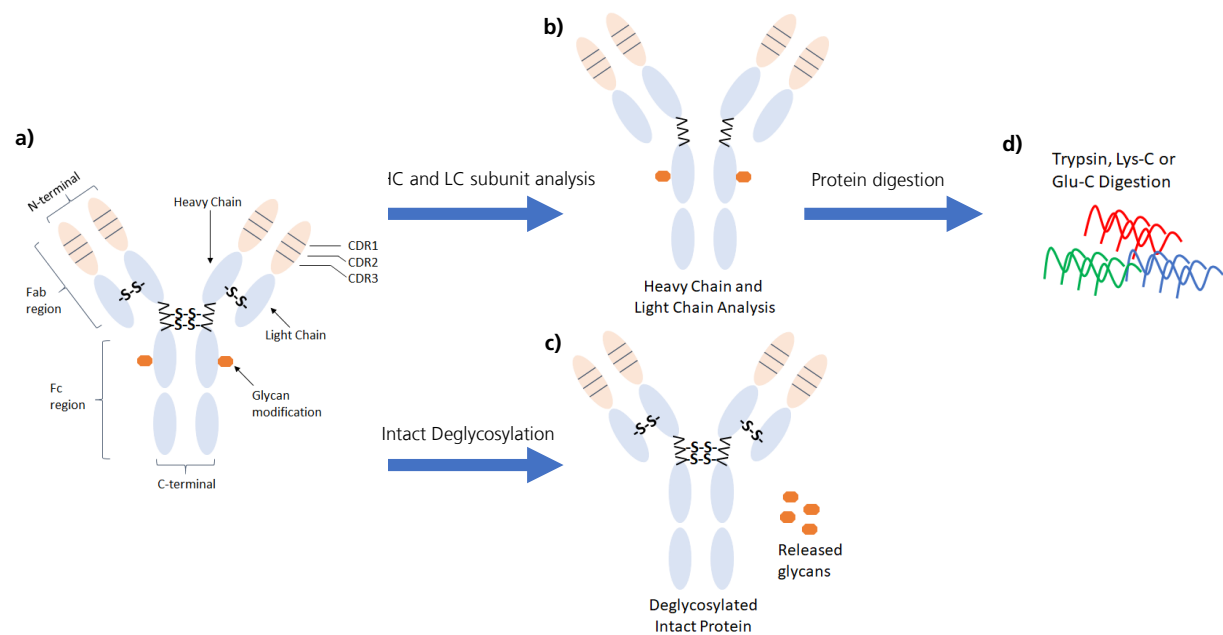 a)
N-terminal
Heavy Chain
CDR1
CDR2
CDR3
Fab
region
-S-S-
-S-S-
-S-S-
-S-S-
Light Chain
Fc
region
Glycan
modification
C-terminal
HC and LC subunit analysis
b)
Heavy Chain and
Light Chain Analysis
Protein digestion
d)
Trypsin, Lys-C or
Glu-C Digestion
Intact Deglycosylation
c)
-S-S-
-S-S-
-S-S-
-S-S-
Released
glycans
Deglycosylated
Intact Protein